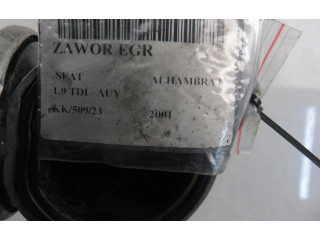 ZAWOR EGR
SEAT ALHAMBRA
1.9 TDI - AUY
KK/509/23 2001